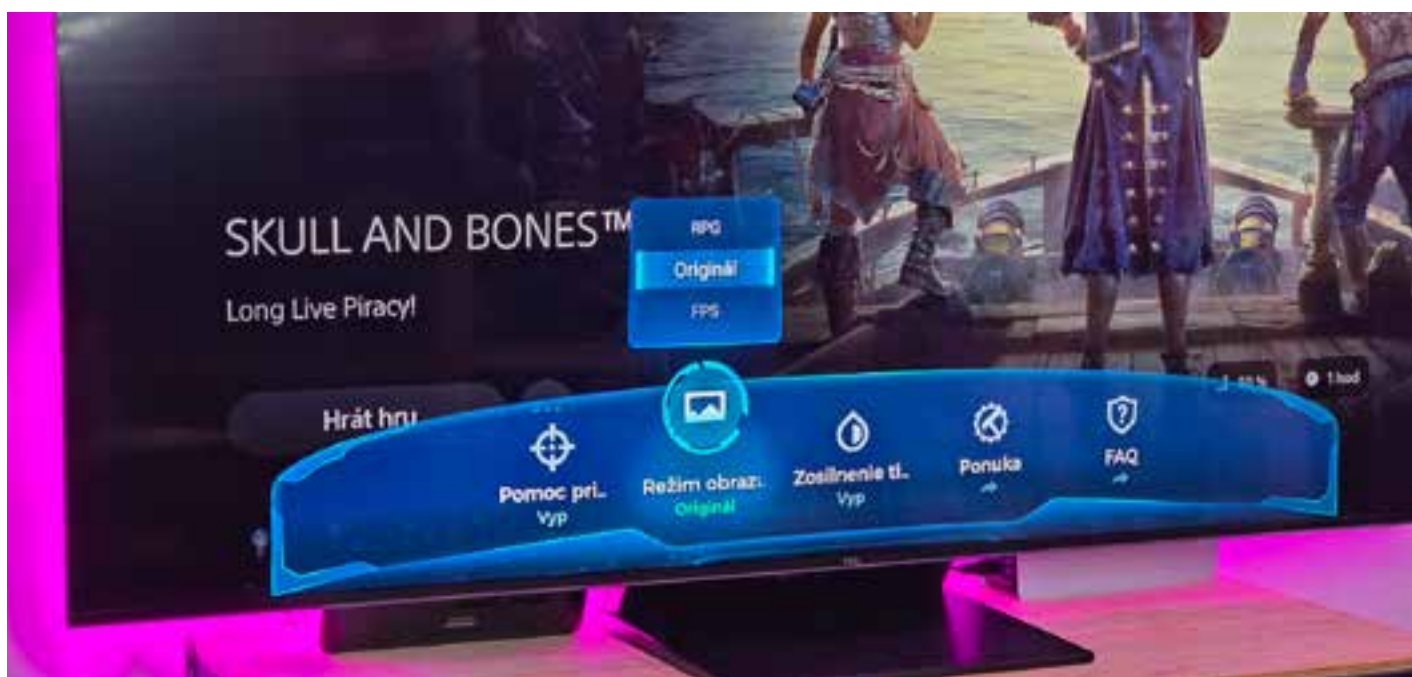 SKULL AND BONES™
Long Live Piracy!
Hrát hru
RPG
Originál
FPS
1 hod
Pomoc pri..
Vyp
Režim obraz..
Originál
Zosilnenie ti..
Vyp
Ponuka
FAQ